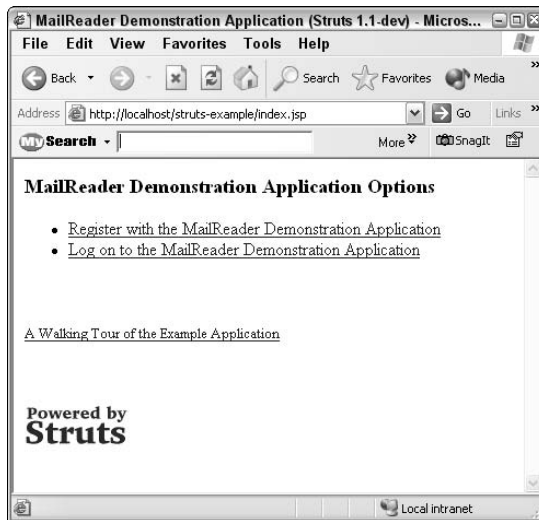 MailReader Demonstration Application (Struts 1.1-dev) - Micros...
File Edit View Favorites Tools Help
Back Search Favorites Media »
Address http://localhost/struts-example/index.jsp Go Links »
My Search More SnagIt
MailReader Demonstration Application Options
• Register with the MailReader Demonstration Application
• Log on to the MailReader Demonstration Application
A Walking Tour of the Example Application
Powered by
Struts
Local intranet